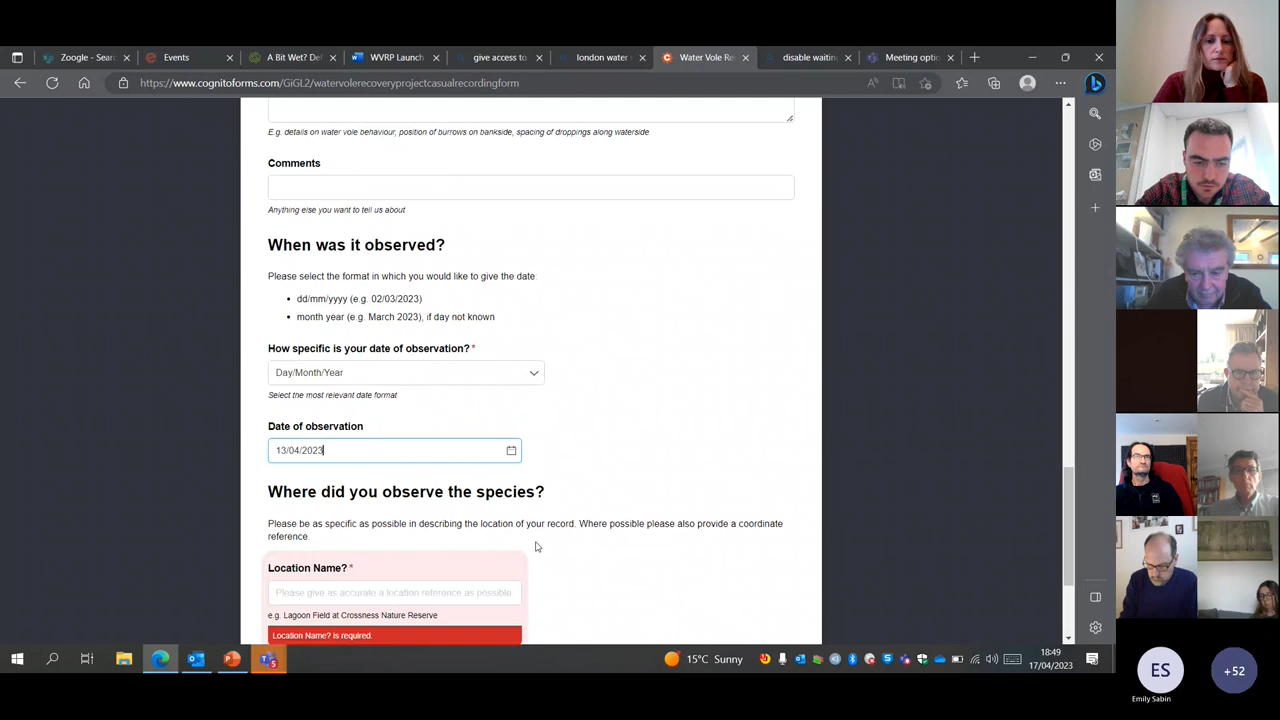 Zoogle - Sear
Events
A Bit Wet? Def
WVRP Launch
give access to
london water v
Water Vole Re
disable waiting
Meeting option
https://www.cognitoforms.com/GiGL2/watervolerecoveryprojectcasualrecordingform
E.g. details on water vole behaviour, position of burrows on bankside, spacing of droppings along waterside
Comments
Anything else you want to tell us about
When was it observed?
Please select the format in which you would like to give the date:
• dd/mm/yyyy (e.g. 02/03/2023)
• month year (e.g. March 2023), if day not known
How specific is your date of observation? *
Day/Month/Year
Select the most relevant date format
Date of observation
13/04/2023
Where did you observe the species?
Please be as specific as possible in describing the location of your record. Where possible please also provide a coordinate
reference.
Location Name? *
Please give as accurate a location reference as possible
e.g. Lagoon Field at Crossness Nature Reserve
Location Name? is required.
15°C Sunny
18:49
17/04/2023
ES
Emily Sabin
+52